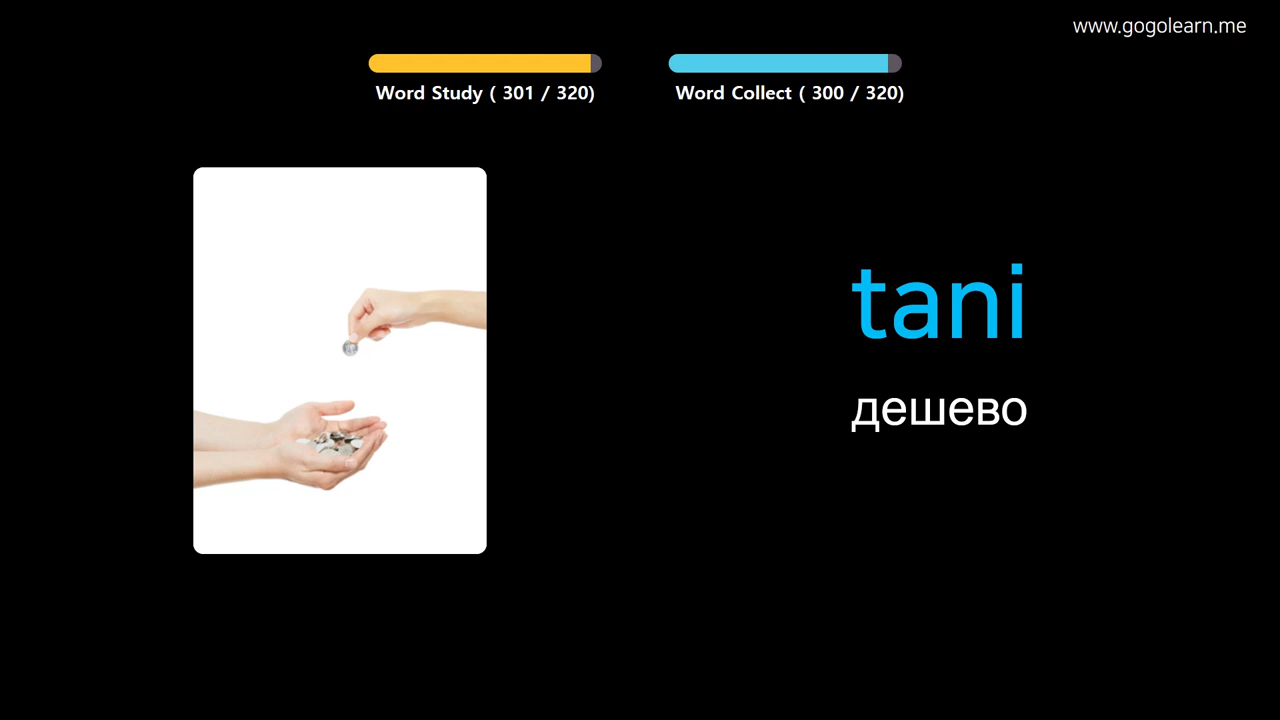 www.gogolearn.me
Word Study ( 301 / 320)
Word Collect ( 300 / 320)
tani
дешево